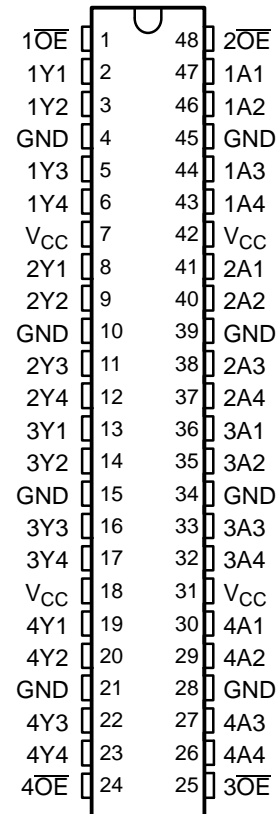 1O̅E̅ 1 48 2O̅E̅
1Y1 2 47 1A1
1Y2 3 46 1A2
GND 4 45 GND
1Y3 5 44 1A3
1Y4 6 43 1A4
VCC 7 42 VCC
2Y1 8 41 2A1
2Y2 9 40 2A2
GND 10 39 GND
2Y3 11 38 2A3
2Y4 12 37 2A4
3Y1 13 36 3A1
3Y2 14 35 3A2
GND 15 34 GND
3Y3 16 33 3A3
3Y4 17 32 3A4
VCC 18 31 VCC
4Y1 19 30 4A1
4Y2 20 29 4A2
GND 21 28 GND
4Y3 22 27 4A3
4Y4 23 26 4A4
4O̅E̅ 24 25 3O̅E̅